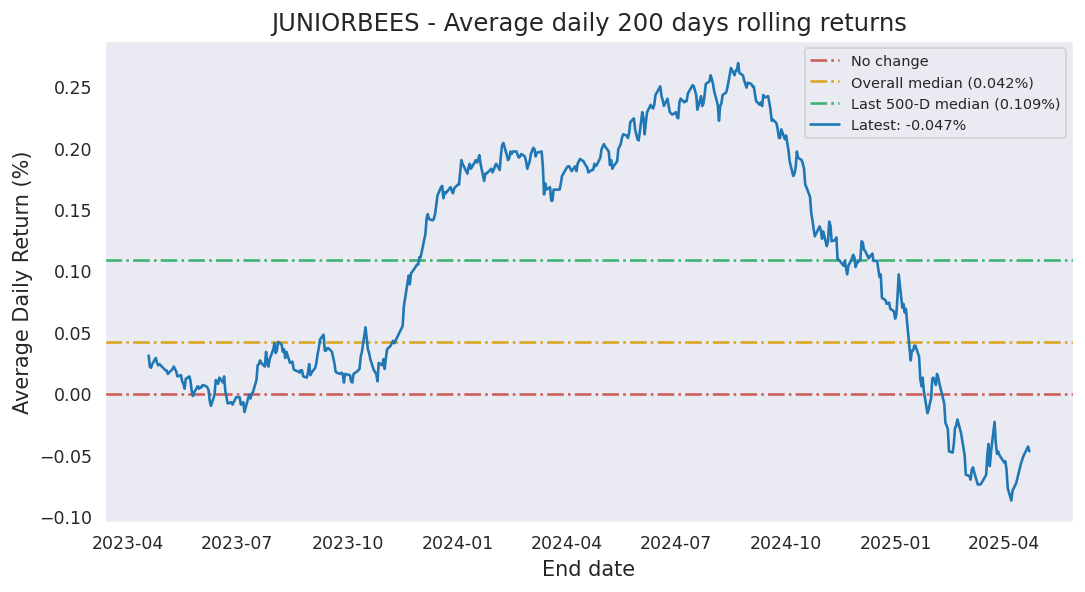 JUNIORBEES - Average daily 200 days rolling returns
No change
Overall median (0.042%)
Last 500-D median (0.109%)
Latest: -0.047%
Average Daily Return (%)
0.25
0.20
0.15
0.10
0.05
0.00
−0.05
−0.10
2023-04 2023-07 2023-10 2024-01 2024-04 2024-07 2024-10 2025-01 2025-04
End date